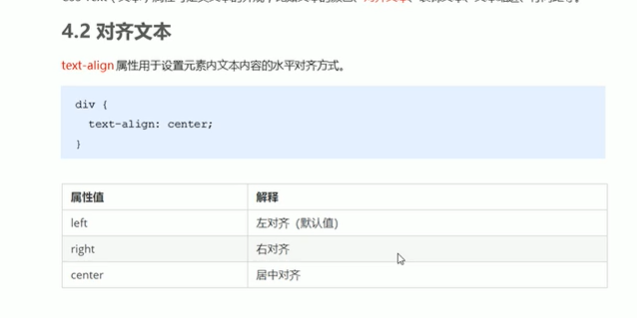 4.2 对齐文本
text-align 属性用于设置元素内文本内容的水平对齐方式。
div {
text-align: center;
}
属性值 解释
left 左对齐（默认值）
right 右对齐
center 居中对齐